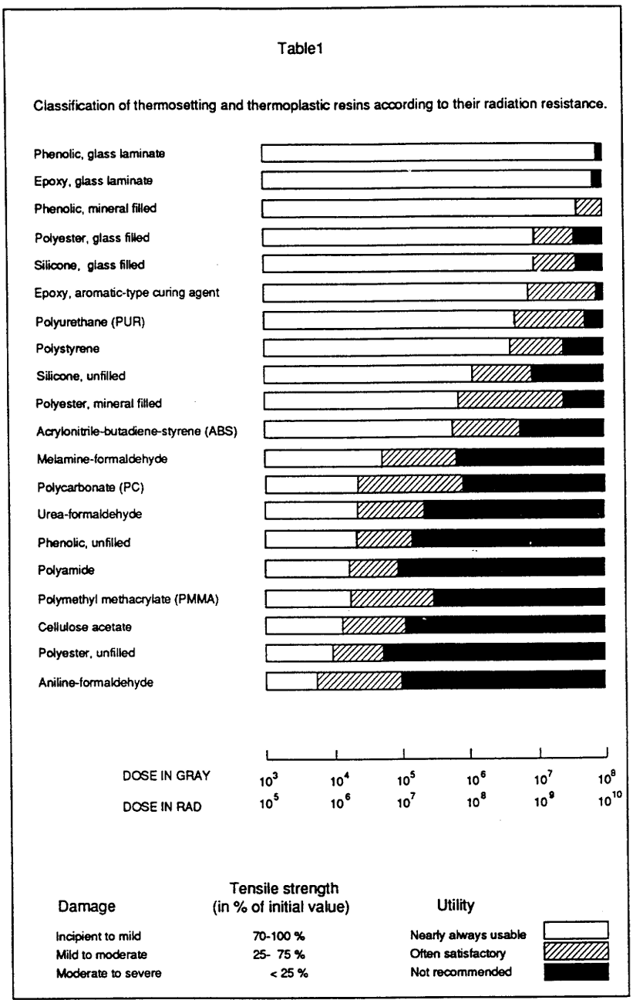 Table1
Classification of thermosetting and thermoplastic resins according to their radiation resistance.
Phenolic, glass laminate
Epoxy, glass laminate
Phenolic, mineral filled
Polyester, glass filled
Silicone, glass filled
Epoxy, aromatic-type curing agent
Polyurethane (PUR)
Polystyrene
Silicone, unfilled
Polyester, mineral filled
Acrylonitrile-butadiene-styrene (ABS)
Melamine-formaldehyde
Polycarbonate (PC)
Urea-formaldehyde
Phenolic, unfilled
Polyamide
Polymethyl methacrylate (PMMA)
Cellulose acetate
Polyester, unfilled
Aniline-formaldehyde
DOSE IN GRAY 10³ 10⁴ 10⁵ 10⁶ 10⁷ 10⁸
DOSE IN RAD 10⁵ 10⁶ 10⁷ 10⁸ 10⁹ 10¹⁰
Damage Tensile strength (in % of initial value) Utility
Incipient to mild 70-100 % Nearly always usable
Mild to moderate 25- 75 % Often satisfactory
Moderate to severe < 25 % Not recommended